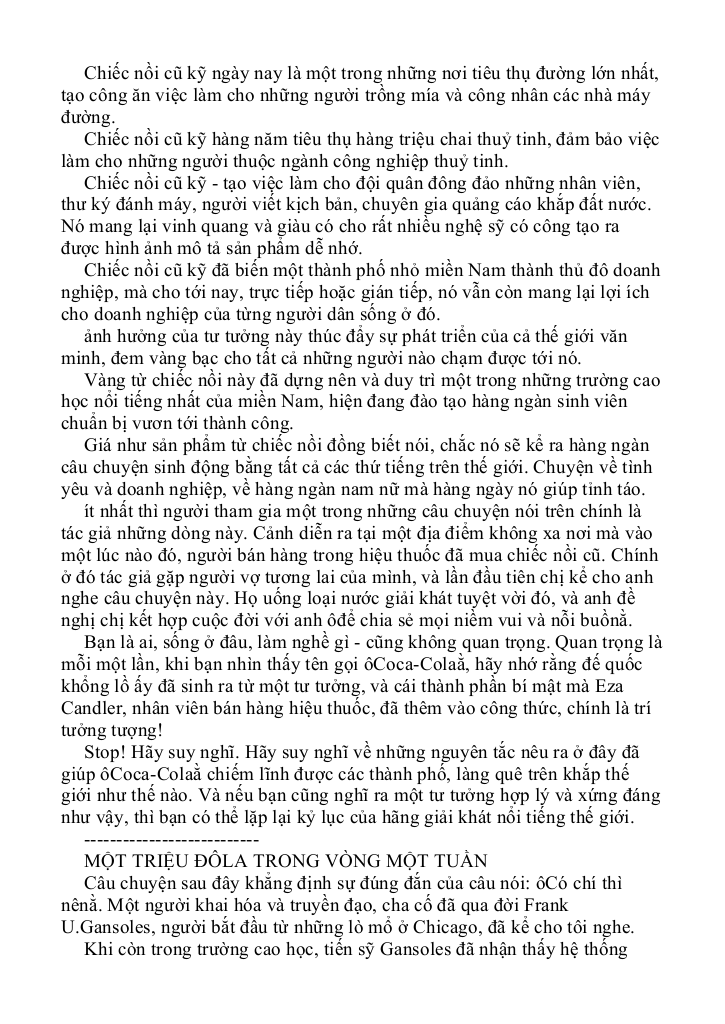 Chiếc nồi cũ kỹ ngày nay là một trong những nơi tiêu thụ đường lớn nhất,
tạo công ăn việc làm cho những người trồng mía và công nhân các nhà máy
đường.
Chiếc nồi cũ kỹ hàng năm tiêu thụ hàng triệu chai thuỷ tinh, đảm bảo việc
làm cho những người thuộc ngành công nghiệp thuỷ tinh.
Chiếc nồi cũ kỹ - tạo việc làm cho đội quân đông đảo những nhân viên,
thư ký đánh máy, người viết kịch bản, chuyên gia quảng cáo khắp đất nước.
Nó mang lại vinh quang và giàu có cho rất nhiều nghệ sỹ có công tạo ra
được hình ảnh mô tả sản phẩm dễ nhớ.
Chiếc nồi cũ kỹ đã biến một thành phố nhỏ miền Nam thành thủ đô doanh
nghiệp, mà cho tới nay, trực tiếp hoặc gián tiếp, nó vẫn còn mang lại lợi ích
cho doanh nghiệp của từng người dân sống ở đó.
ảnh hưởng của tư tưởng này thúc đẩy sự phát triển của cả thế giới văn
minh, đem vàng bạc cho tất cả những người nào chạm được tới nó.
Vàng từ chiếc nồi này đã dựng nên và duy trì một trong những trường cao
học nổi tiếng nhất của miền Nam, hiện đang đào tạo hàng ngàn sinh viên
chuẩn bị vươn tới thành công.
Giá như sản phẩm từ chiếc nồi đồng biết nói, chắc nó sẽ kể ra hàng ngàn
câu chuyện sinh động bằng tất cả các thứ tiếng trên thế giới. Chuyện về tình
yêu và doanh nghiệp, về hàng ngàn nam nữ mà hàng ngày nó giúp tỉnh táo.
ít nhất thì người tham gia một trong những câu chuyện nói trên chính là
tác giả những dòng này. Cảnh diễn ra tại một địa điểm không xa nơi mà vào
một lúc nào đó, người bán hàng trong hiệu thuốc đã mua chiếc nồi cũ. Chính
ở đó tác giả gặp người vợ tương lai của mình, và lần đầu tiên chị kể cho anh
nghe câu chuyện này. Họ uống loại nước giải khát tuyệt vời đó, và anh đề
nghị chị kết hợp cuộc đời với anh ôđể chia sẻ mọi niềm vui và nỗi buồnằ.
Bạn là ai, sống ở đâu, làm nghề gì - cũng không quan trọng. Quan trọng là
mỗi một lần, khi bạn nhìn thấy tên gọi ôCoca-Colaằ, hãy nhớ rằng đế quốc
khổng lồ ấy đã sinh ra từ một tư tưởng, và cái thành phần bí mật mà Eza
Candler, nhân viên bán hàng hiệu thuốc, đã thêm vào công thức, chính là trí
tưởng tượng!
Stop! Hãy suy nghĩ. Hãy suy nghĩ về những nguyên tắc nêu ra ở đây đã
giúp ôCoca-Colaằ chiếm lĩnh được các thành phố, làng quê trên khắp thế
giới như thế nào. Và nếu bạn cũng nghĩ ra một tư tưởng hợp lý và xứng đáng
như vậy, thì bạn có thể lặp lại kỷ lục của hãng giải khát nổi tiếng thế giới.
---------------------------
MỘT TRIỆU ĐÔLA TRONG VÒNG MỘT TUẦN
Câu chuyện sau đây khẳng định sự đúng đắn của câu nói: ôCó chí thì
nênằ. Một người khai hóa và truyền đạo, cha cố đã qua đời Frank
U.Gansoles, người bắt đầu từ những lò mổ ở Chicago, đã kể cho tôi nghe.
Khi còn trong trường cao học, tiến sỹ Gansoles đã nhận thấy hệ thống